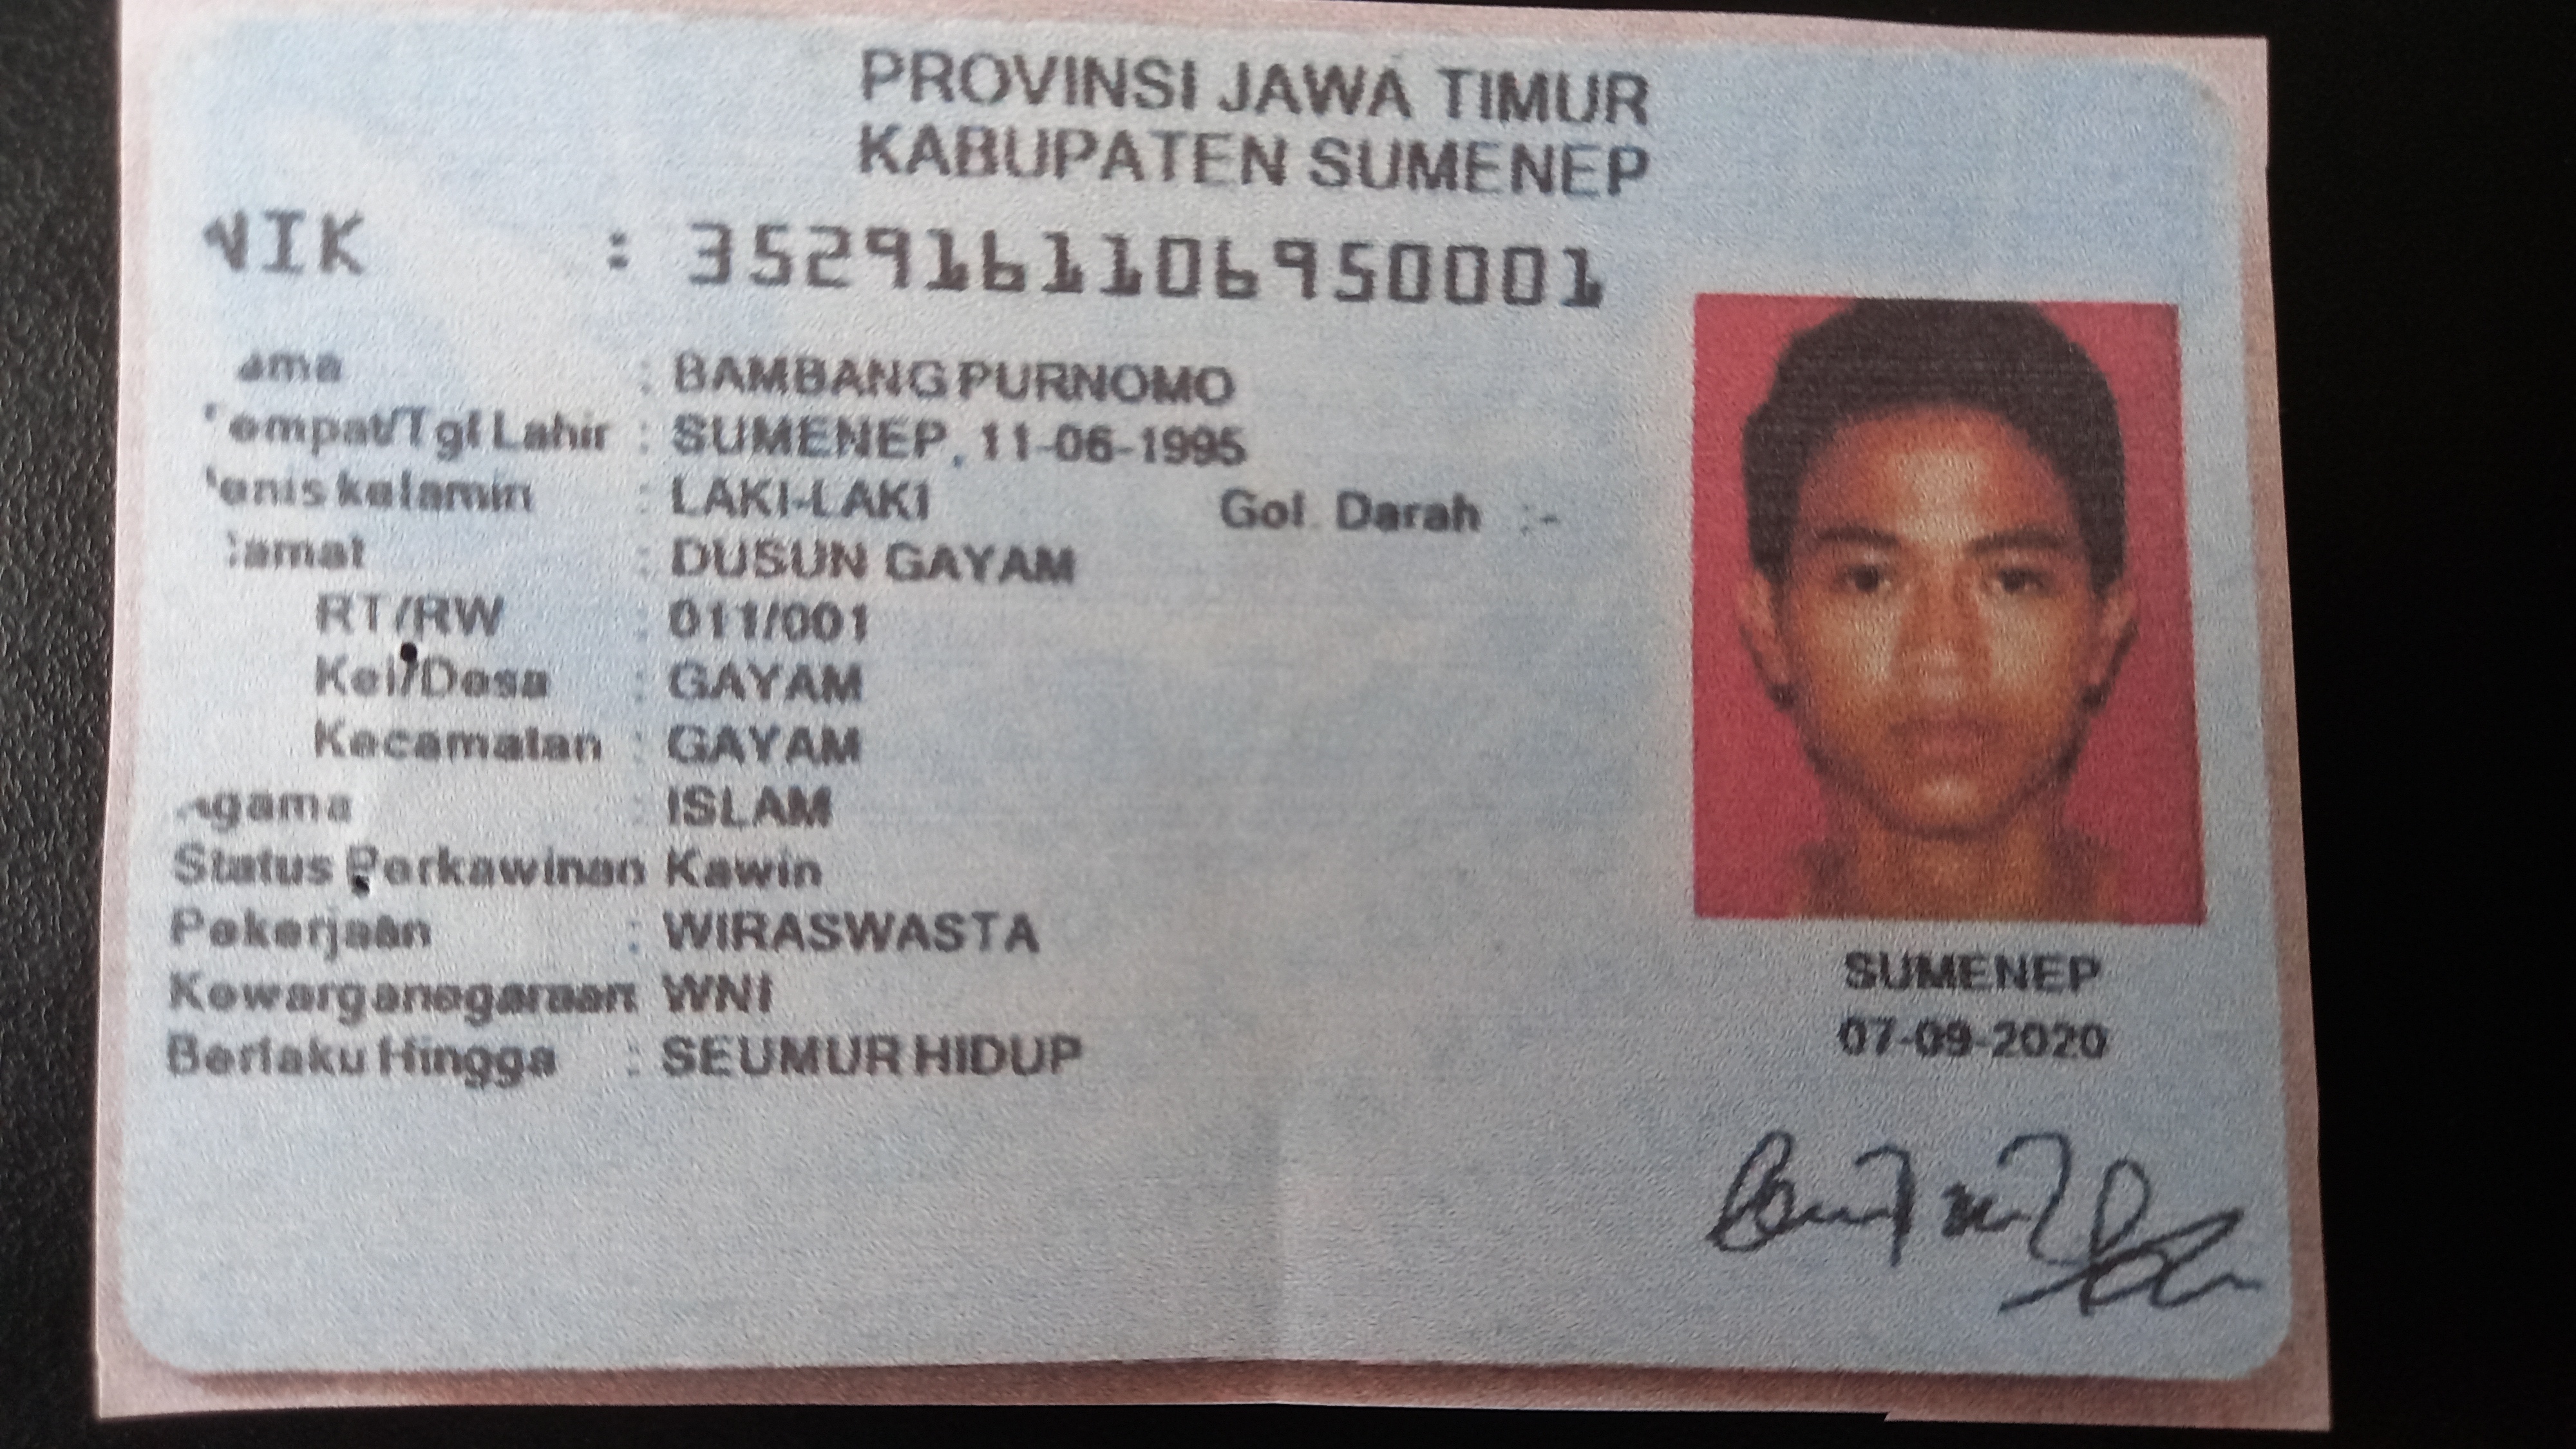 PROVINSI JAWA TIMUR
KABUPATEN SUMENEP
NIK : 3529161106950001
ama : BAMBANG PURNOMO
empat/Tgl Lahir : SUMENEP, 11-06-1995
enis kelamin : LAKI-LAKI Gol. Darah :-
amat : DUSUN GAYAM
RT/RW : 011/001
Kel/Desa : GAYAM
Kecamatan : GAYAM
Agama : ISLAM
Status Perkawinan Kawin
Pekerjaan : WIRASWASTA
Kewarganegaraan WNI
Berlaku Hingga : SEUMUR HIDUP
SUMENEP
07-09-2020